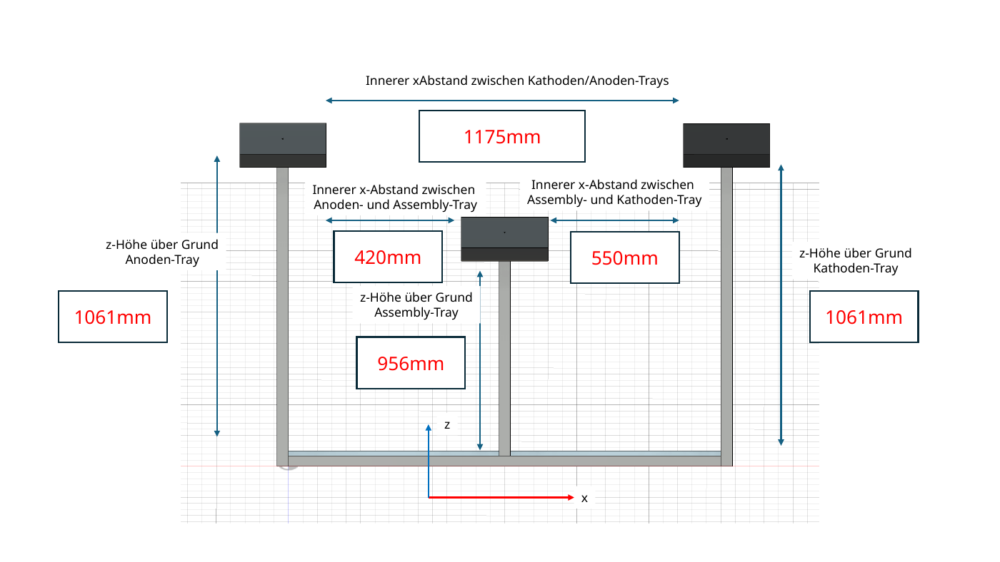 Innerer xAbstand zwischen Kathoden/Anoden-Trays
1175mm
Innerer x-Abstand zwischen
Anoden- und Assembly-Tray
420mm
Innerer x-Abstand zwischen
Assembly- und Kathoden-Tray
550mm
z-Höhe über Grund
Anoden-Tray
1061mm
z-Höhe über Grund
Assembly-Tray
956mm
z-Höhe über Grund
Kathoden-Tray
1061mm
z
x